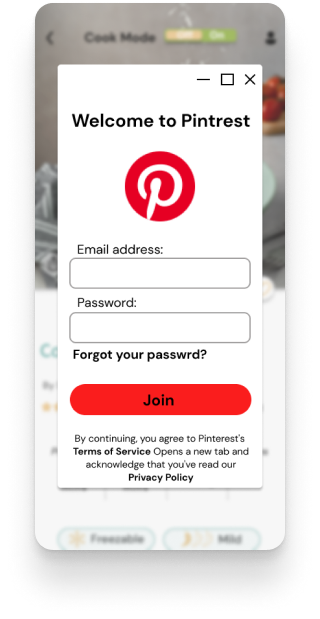 Cook Mode
Off On
Welcome to Pintrest
Email address:
Password:
Forgot your passwrd?
Join
By continuing, you agree to Pinterest's
Terms of Service Opens a new tab and
acknowledge that you've read our
Privacy Policy
Freezable Mild